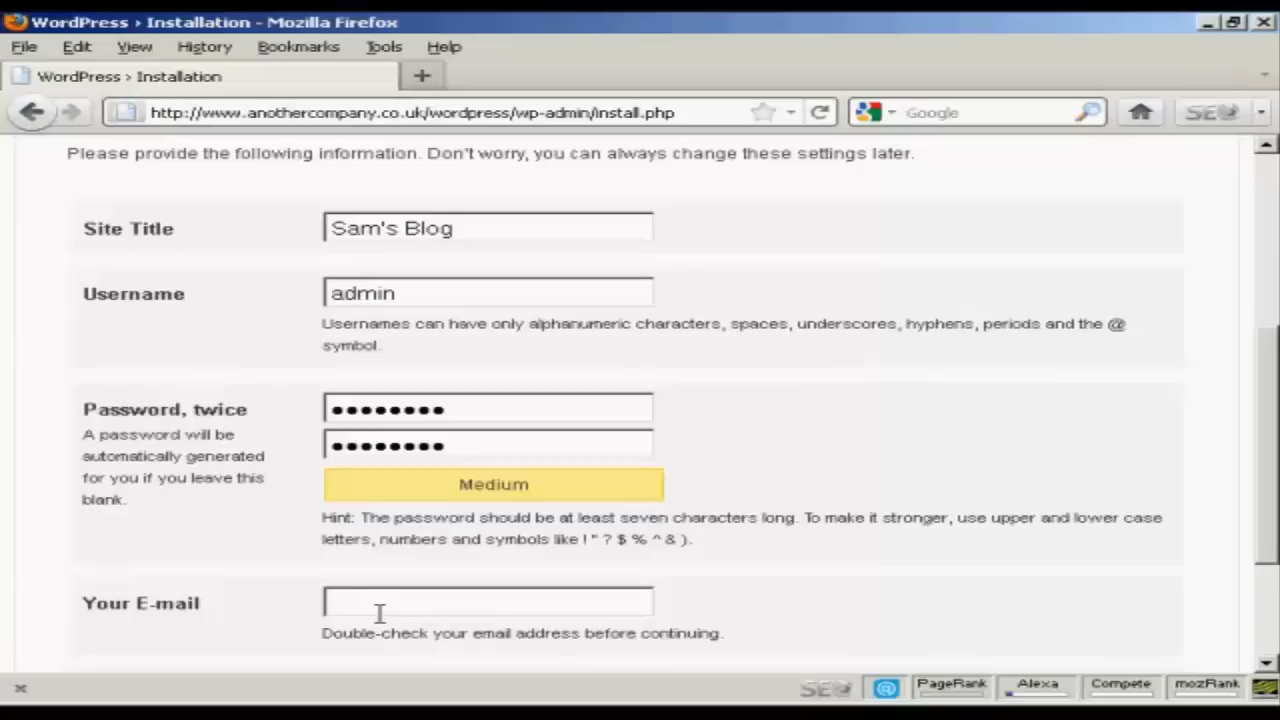 WordPress › Installation - Mozilla Firefox
File Edit View History Bookmarks Tools Help
WordPress › Installation
http://www.anothercompany.co.uk/wordpress/wp-admin/install.php Google SEO
Please provide the following information. Don't worry, you can always change these settings later.
Site Title Sam's Blog
Username admin
Usernames can have only alphanumeric characters, spaces, underscores, hyphens, periods and the @
symbol.
Password, twice ●●●●●●●●
A password will be
automatically generated
for you if you leave this
blank.
●●●●●●●●
Medium
Hint: The password should be at least seven characters long. To make it stronger, use upper and lower case
letters, numbers and symbols like ! " ? $ % ^ & ).
Your E-mail
Double-check your email address before continuing.
SEO PageRank Alexa Compete mozRank